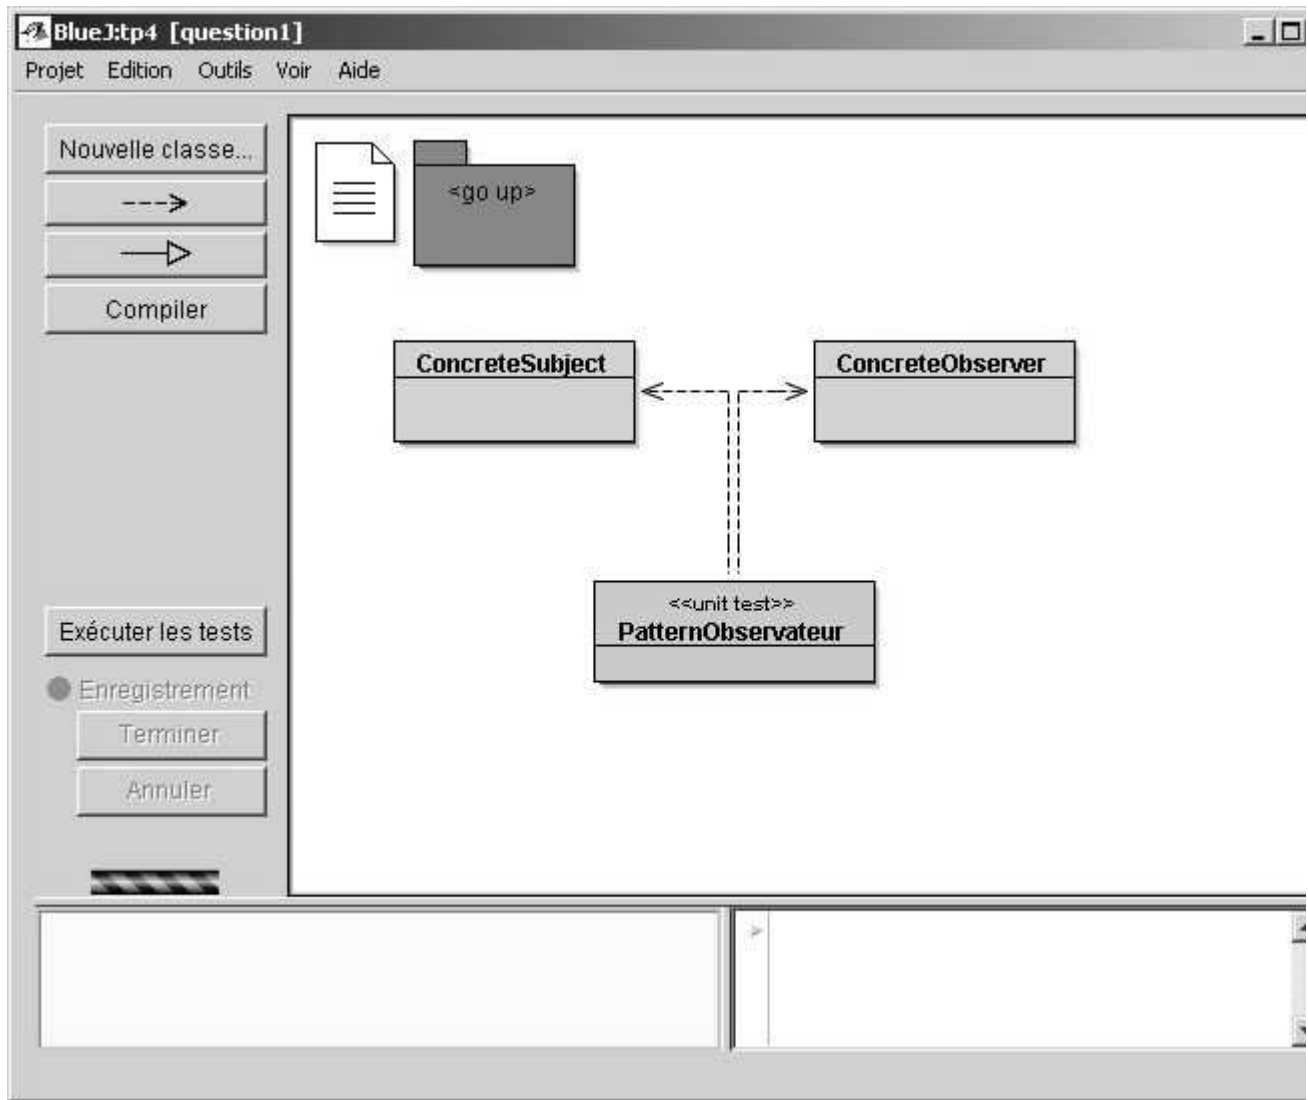 BlueJ:tp4 [question1]
Projet Edition Outils Voir Aide
Nouvelle classe...
<go up>
Compiler
ConcreteSubject
ConcreteObserver
<<unit test>>
PatternObservateur
Exécuter les tests
Enregistrement
Terminer
Annuler